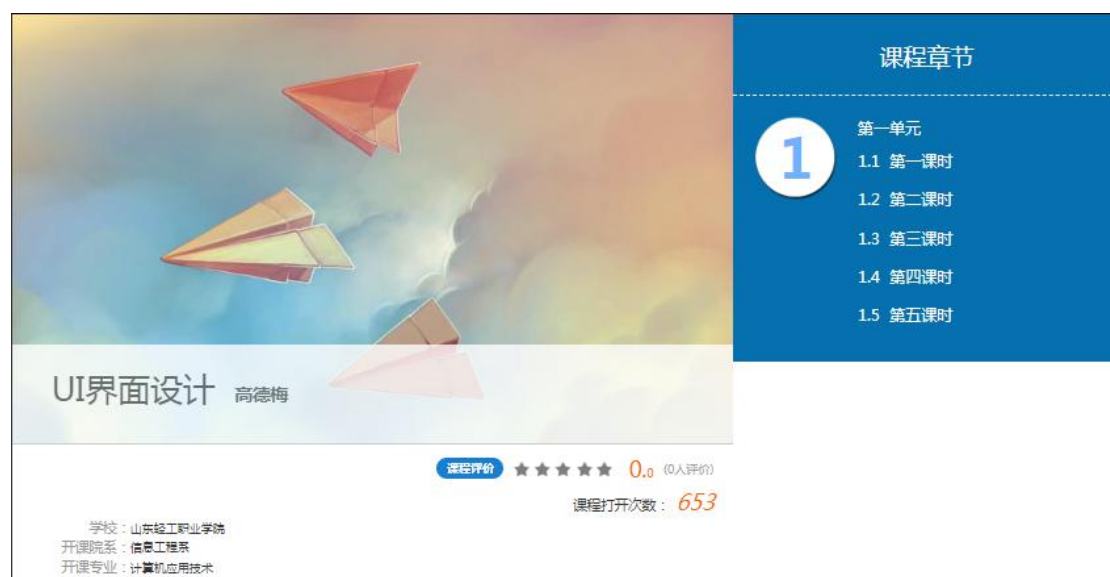 UI界面设计 高德梅
课程评价 0.0 (0人评价)
课程打开次数： 653
学校：山东轻工职业学院
开课院系：信息工程系
开课专业：计算机应用技术
课程章节
1
第一单元
1.1 第一课时
1.2 第二课时
1.3 第三课时
1.4 第四课时
1.5 第五课时